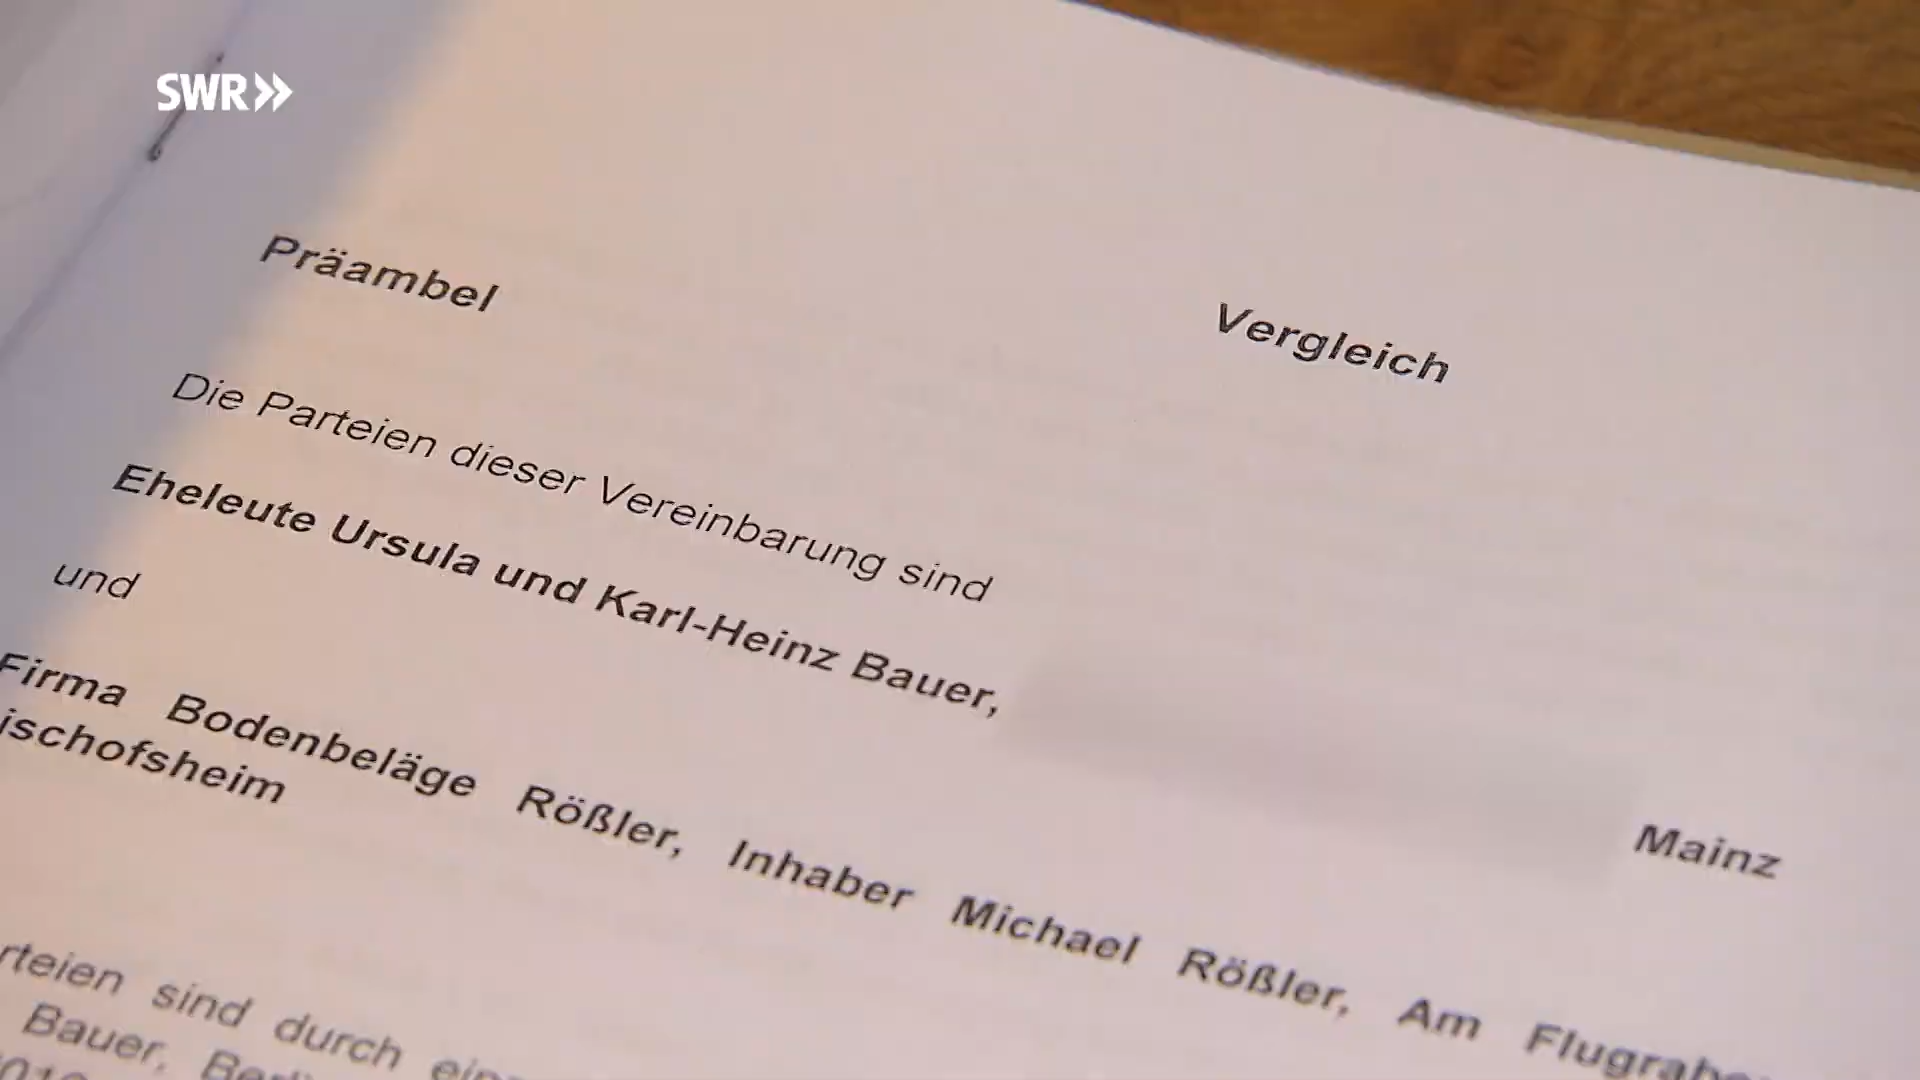 SWR
Vergleich
Präambel
Die Parteien dieser Vereinbarung sind
Eheleute Ursula und Karl-Heinz Bauer, Mainz
und
Firma Bodenbeläge Rößler, Inhaber Michael Rößler, Am
ischofsheim
rteien sind durch
Bauer,